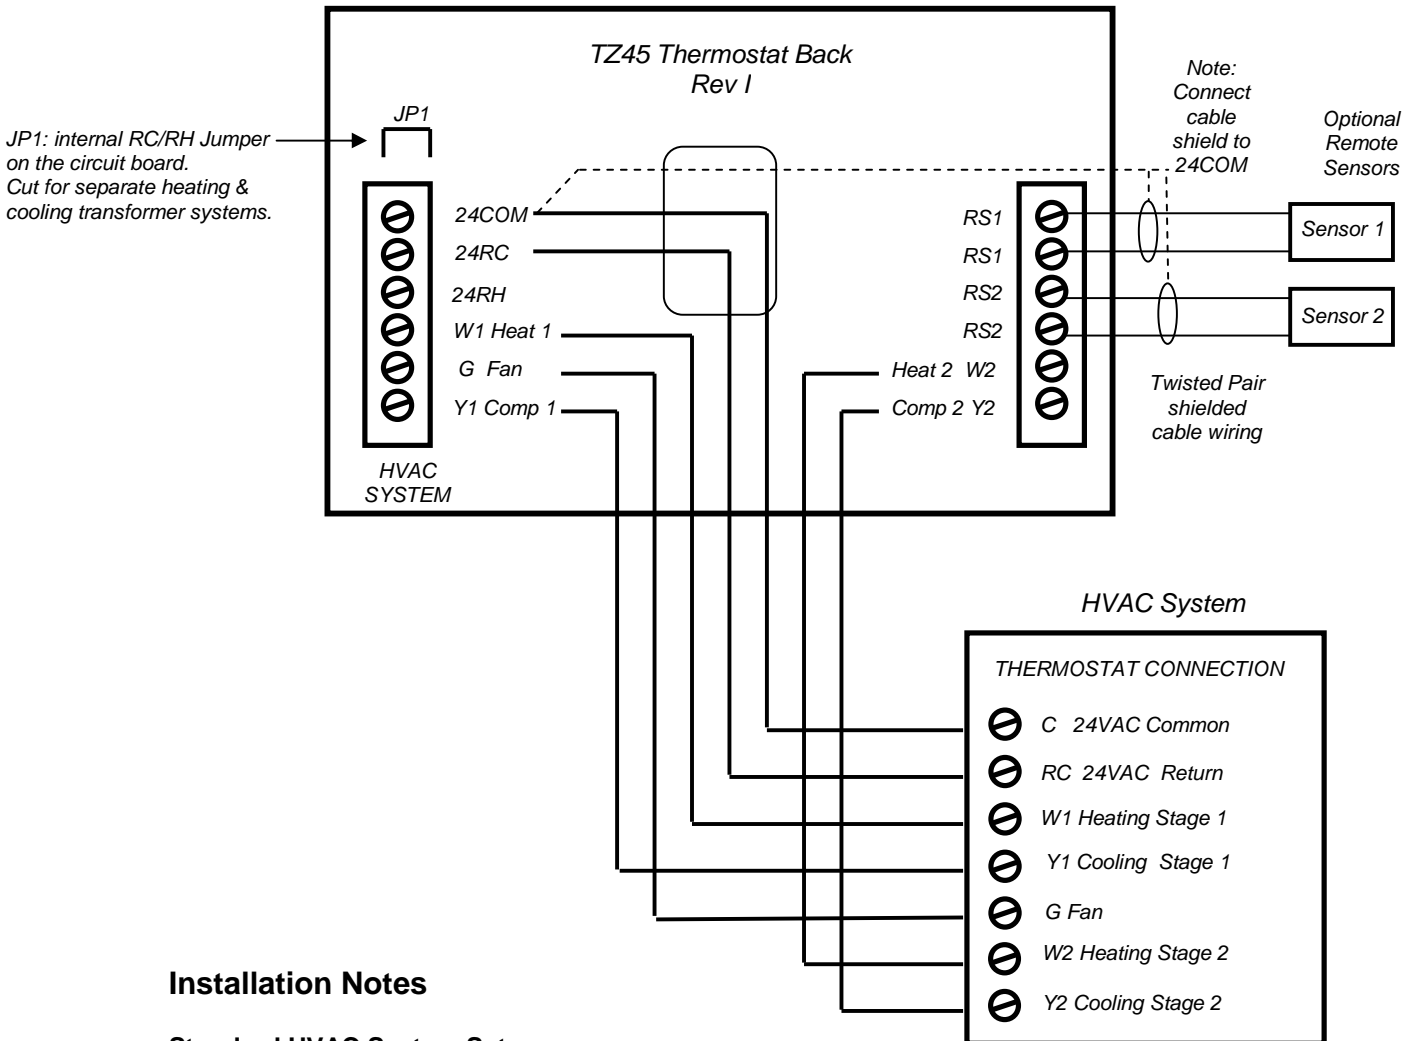 TZ45 Thermostat Back
Rev I
JP1
JP1: internal RC/RH Jumper
on the circuit board.
Cut for separate heating &
cooling transformer systems.
Note:
Connect
cable
shield to
24COM
Optional
Remote
Sensors
24COM
24RC
24RH
W1 Heat 1
G Fan
Y1 Comp 1
HVAC
SYSTEM
RS1
RS1
RS2
RS2
Heat 2 W2
Comp 2 Y2
Sensor 1
Sensor 2
Twisted Pair
shielded
cable wiring
HVAC System
THERMOSTAT CONNECTION
C 24VAC Common
RC 24VAC Return
W1 Heating Stage 1
Y1 Cooling Stage 1
G Fan
W2 Heating Stage 2
Y2 Cooling Stage 2
Installation Notes